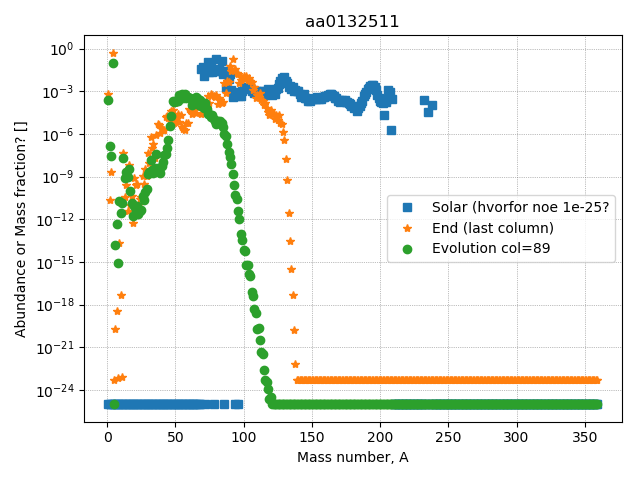 aa0132511
Abundance or Mass fraction? []
10⁰
10⁻³
10⁻⁶
10⁻⁹
10⁻¹²
10⁻¹⁵
10⁻¹⁸
10⁻²¹
10⁻²⁴
Solar (hvorfor noe 1e-25?
End (last column)
Evolution col=89
0 50 100 150 200 250 300 350
Mass number, A